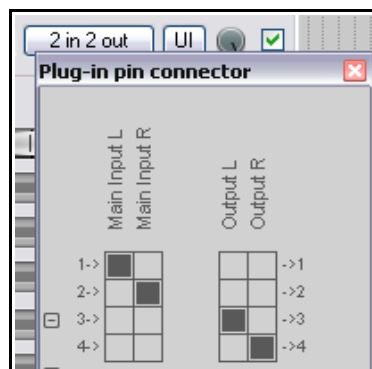 2 in 2 out UI
Plug-in pin connector
Main Input L
Main Input R
Output L
Output R
1-> ->1
2-> ->2
3-> ->3
4-> ->4